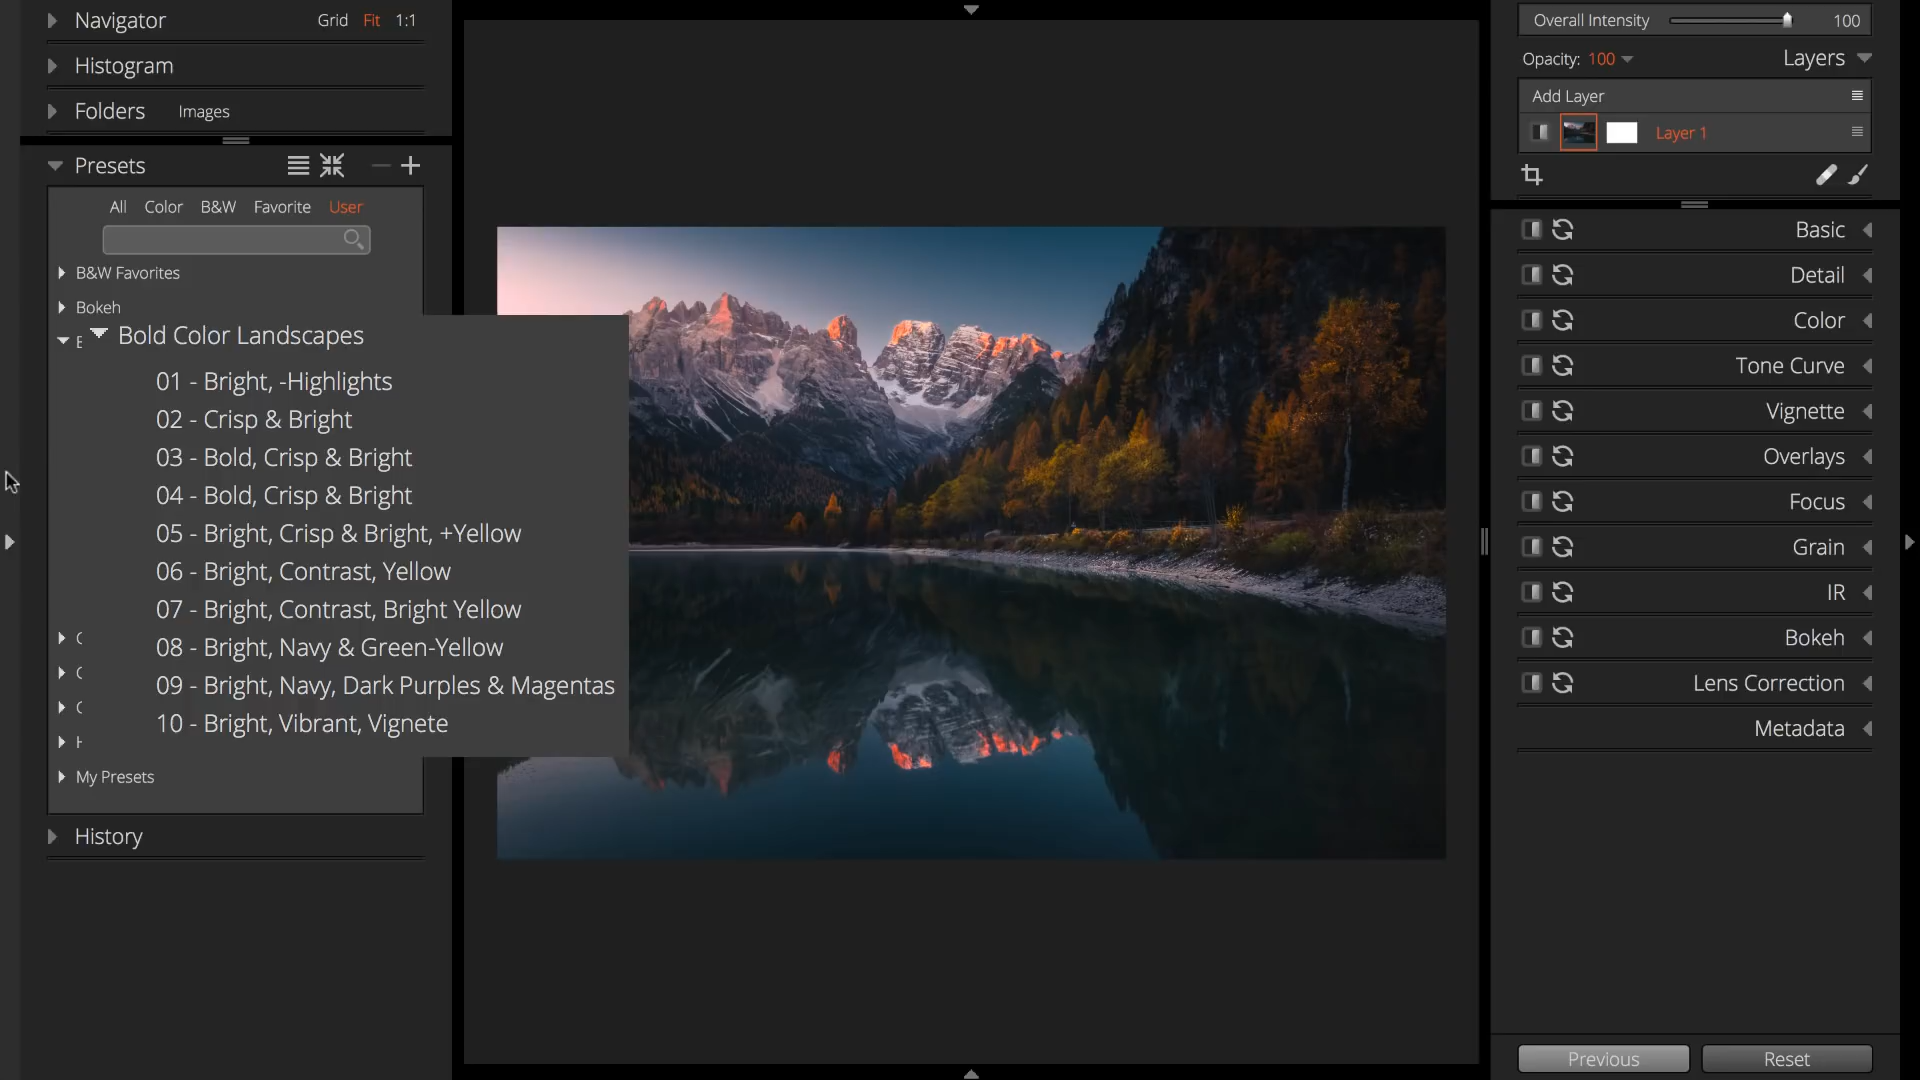 Navigator
Grid Fit 1:1
Histogram
Folders Images
Presets
All Color B&W Favorite User
B&W Favorites
Bokeh
Bold Color Landscapes
01 - Bright, -Highlights
02 - Crisp & Bright
03 - Bold, Crisp & Bright
04 - Bold, Crisp & Bright
05 - Bright, Crisp & Bright, +Yellow
06 - Bright, Contrast, Yellow
07 - Bright, Contrast, Bright Yellow
08 - Bright, Navy & Green-Yellow
09 - Bright, Navy, Dark Purples & Magentas
10 - Bright, Vibrant, Vignete
My Presets
History
Overall Intensity 100
Opacity: 100 Layers
Add Layer
Layer 1
Basic
Detail
Color
Tone Curve
Vignette
Overlays
Focus
Grain
IR
Bokeh
Lens Correction
Metadata
Previous Reset